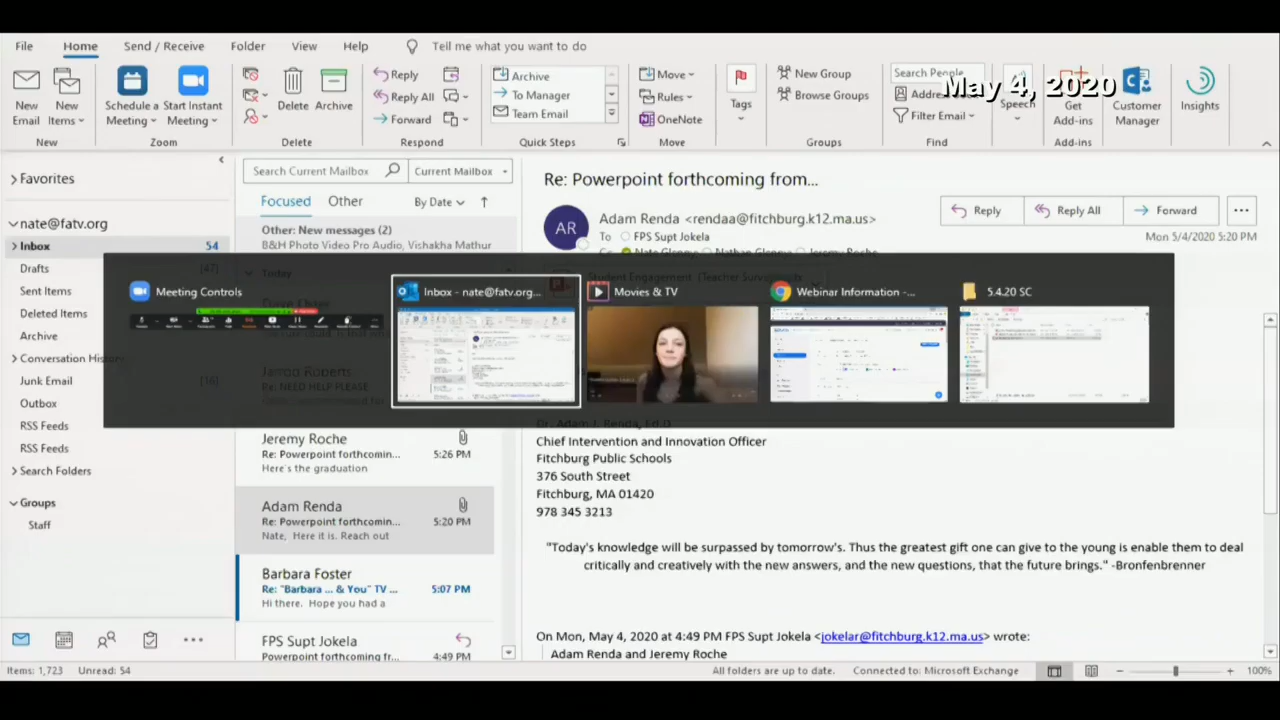 File Home Send / Receive Folder View Help Tell me what you want to do
May 4, 2020
New Email
New Items
New
Schedule a Meeting
Start Instant Meeting
Zoom
Delete
Archive
Delete
Reply
Reply All
Forward
Respond
Archive
To Manager
Team Email
Quick Steps
Move
Rules
OneNote
Move
Tags
New Group
Browse Groups
Groups
Search People
Filter Email
Find
Speech
Get Add-ins
Add-ins
Customer Manager
Insights
Favorites
nate@fatv.org
Inbox 54
Drafts [47]
Sent Items
Deleted Items
Archive
Conversation
Junk Email
Outbox
RSS Feeds
RSS Feeds
Search Folders
Groups
Staff
Search Current Mailbox Current Mailbox
Focused Other By Date
Other: New messages (2)
B&H Photo Video Pro Audio, Vishakha Mathur
Today
Re: NEED HELP PLEASE
Jeremy Roche
Re: Powerpoint forthcomin... 5:26 PM
Here's the graduation
Adam Renda
Re: Powerpoint forthcomin... 5:20 PM
Nate, Here it is. Reach out
Barbara Foster
Re: "Barbara ... & You" TV ... 5:07 PM
Hi there. Hope you had a
FPS Supt Jokela
Powerpoint forthcoming fr... 4:49 PM
Re: Powerpoint forthcoming from...
AR
Adam Renda <rendaa@fitchburg.k12.ma.us>
To FPS Supt Jokela
Reply Reply All Forward
Mon 5/4/2020 5:20 PM
Meeting Controls
Inbox - nate@fatv.org...
Movies & TV
Webinar Information -...
5.4.20 SC
Dr. Adam J. Renda, Ed.D
Chief Intervention and Innovation Officer
Fitchburg Public Schools
376 South Street
Fitchburg, MA 01420
978 345 3213
"Today's knowledge will be surpassed by tomorrow's. Thus the greatest gift one can give to the young is enable them to deal
critically and creatively with the new answers, and the new questions, that the future brings." -Bronfenbrenner
On Mon, May 4, 2020 at 4:49 PM FPS Supt Jokela <jokelar@fitchburg.k12.ma.us> wrote:
Adam Renda and Jeremy Roche
Items: 1,723 Unread: 54
All folders are up to date. Connected to: Microsoft Exchange 100%